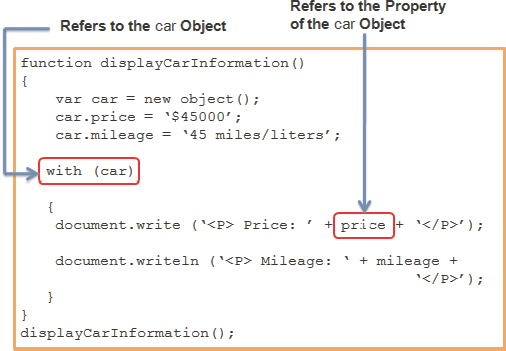 Refers to the car Object
Refers to the Property
of the car Object
function displayCarInformation()
{
var car = new object();
car.price = ‘$45000’;
car.mileage = ‘45 miles/liters’;
with (car)
{
document.write (‘<P> Price: ’ + price + ‘</P>’);
document.writeln (‘<P> Mileage: ‘ + mileage +
‘</P>’);
}
}
displayCarInformation();